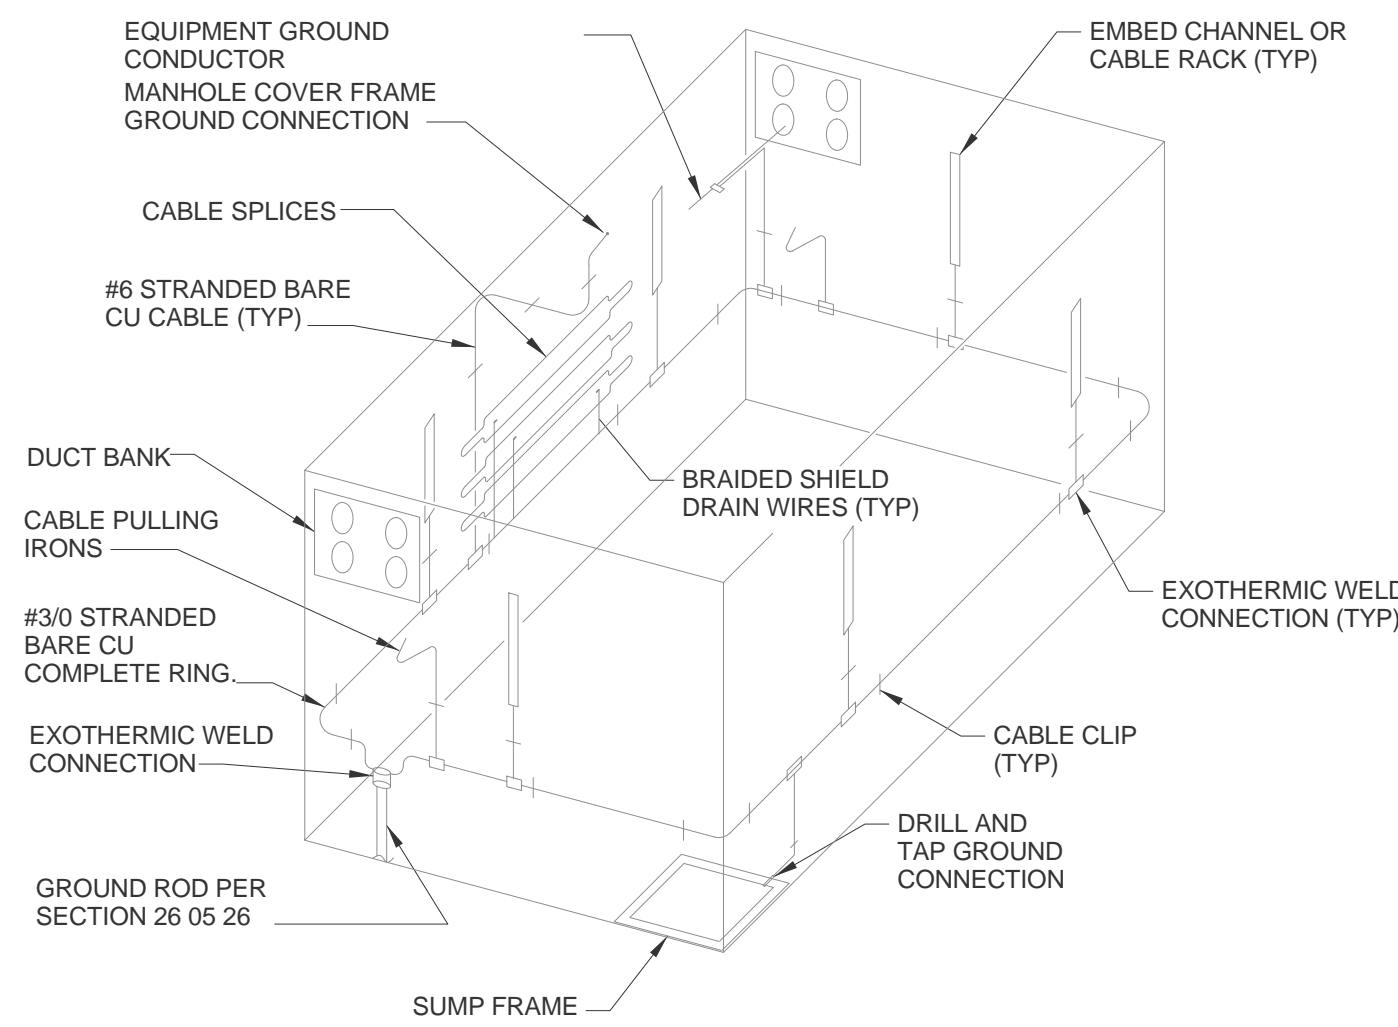 EQUIPMENT GROUND
CONDUCTOR
MANHOLE COVER FRAME
GROUND CONNECTION
EMBED CHANNEL OR
CABLE RACK (TYP)
CABLE SPLICES
#6 STRANDED BARE
CU CABLE (TYP)
DUCT BANK
BRAIDED SHIELD
DRAIN WIRES (TYP)
CABLE PULLING
IRONS
EXOTHERMIC WELD
CONNECTION (TYP)
#3/0 STRANDED
BARE CU
COMPLETE RING.
EXOTHERMIC WELD
CONNECTION
CABLE CLIP
(TYP)
DRILL AND
TAP GROUND
CONNECTION
GROUND ROD PER
SECTION 26 05 26
SUMP FRAME